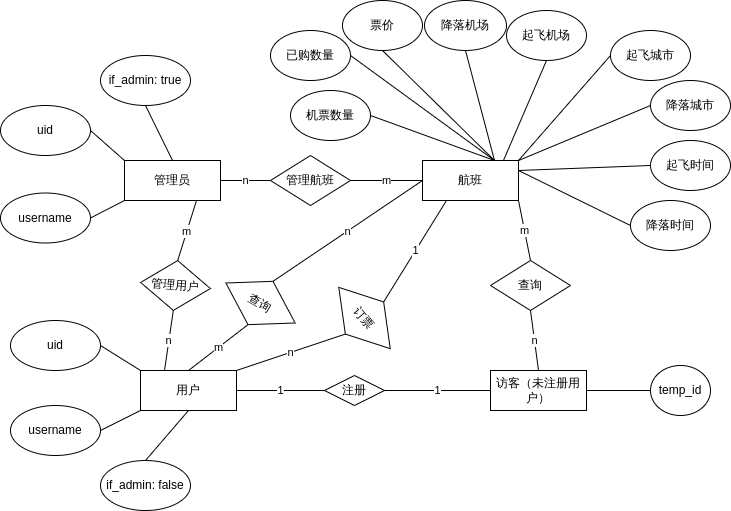 票价
降落机场
起飞机场
已购数量
起飞城市
if_admin: true
降落城市
机票数量
uid
起飞时间
管理员
n
管理航班
m
航班
username
降落时间
m
n
1
m
管理用户
查询
查询
订票
n
m
n
n
uid
用户
1
注册
1
访客（未注册用
户）
temp_id
username
if_admin: false